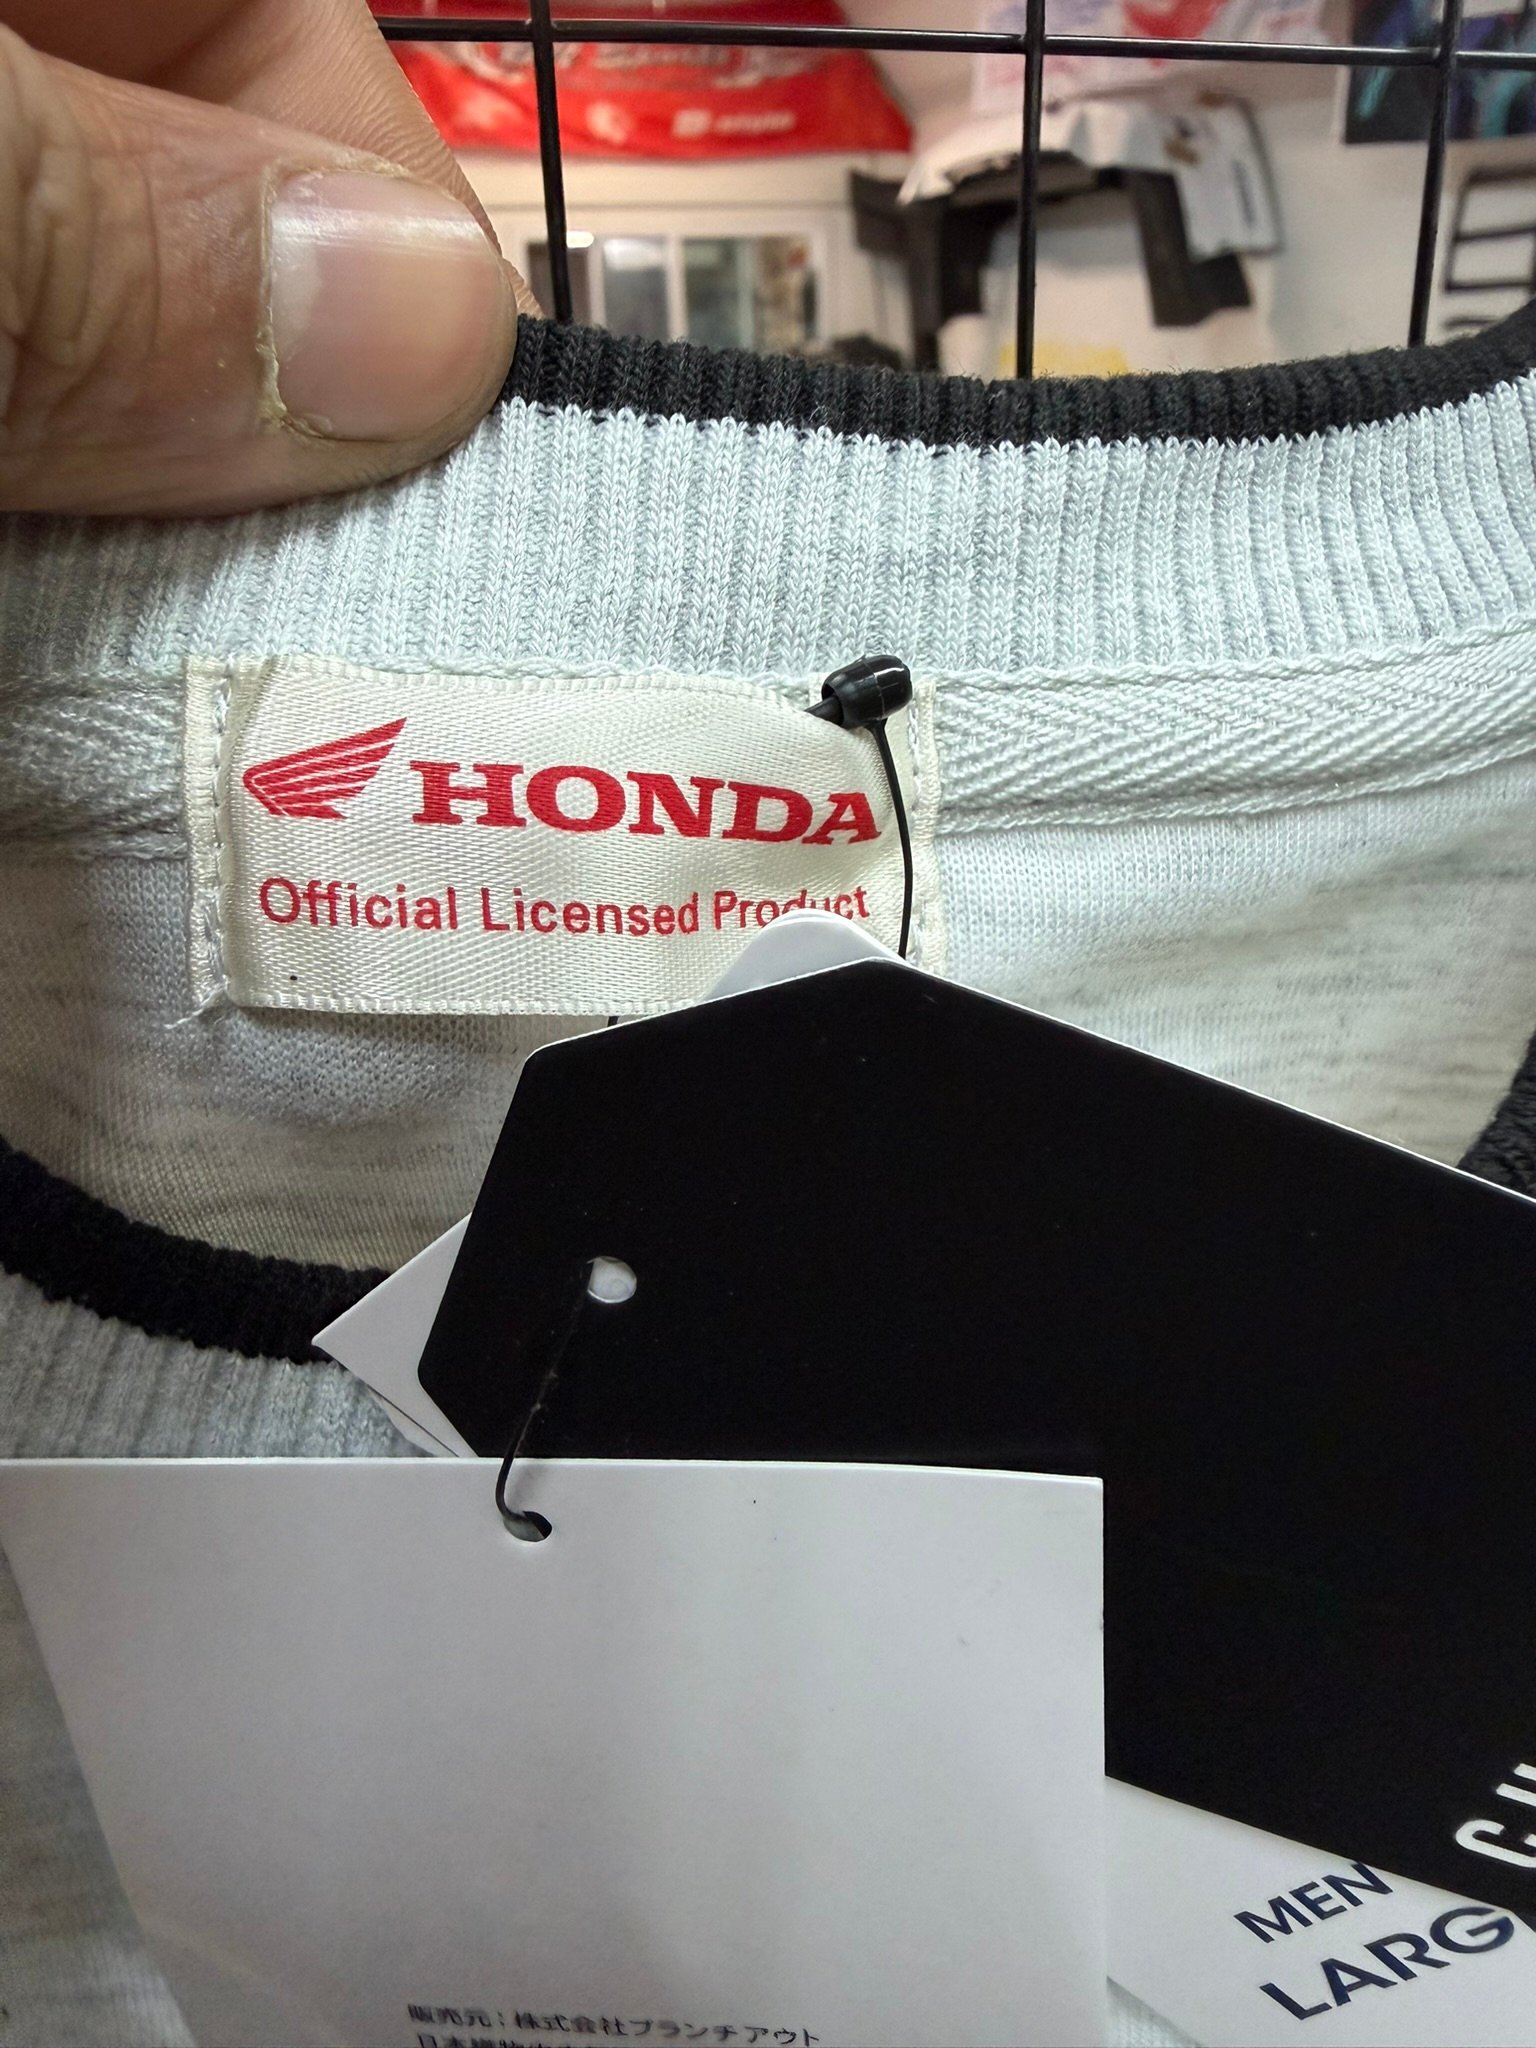 B-style
HONDA
Official Licensed Product
MEN
LARG
販売元：株式会社ブランチアウト